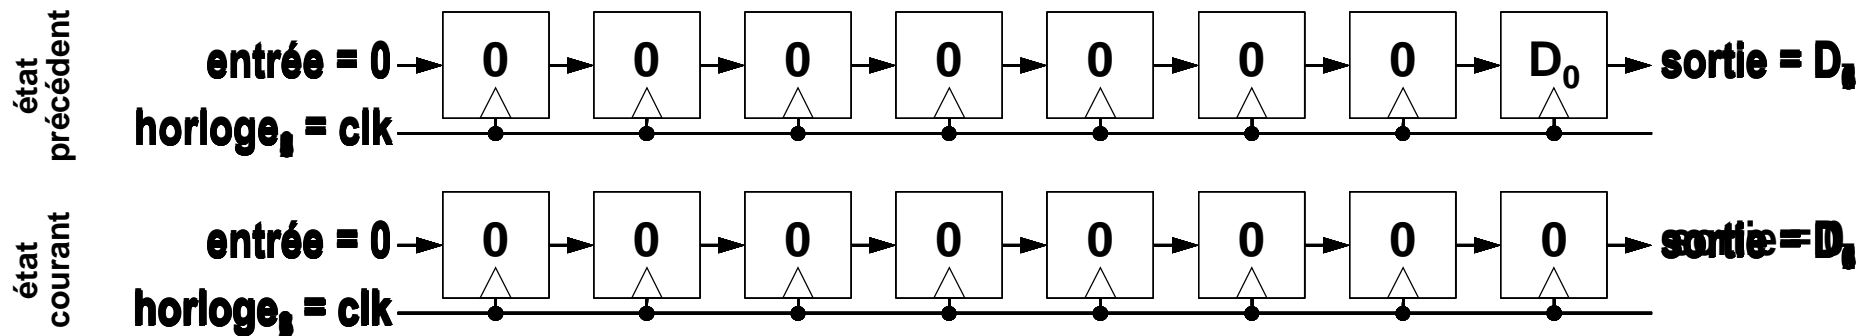 état
précédent
entrée = 0
0 0 0 0 0 0 0 D₀
sortie = D
horloge = clk
état
courant
entrée = 0
0 0 0 0 0 0 0 0
horloge = clk